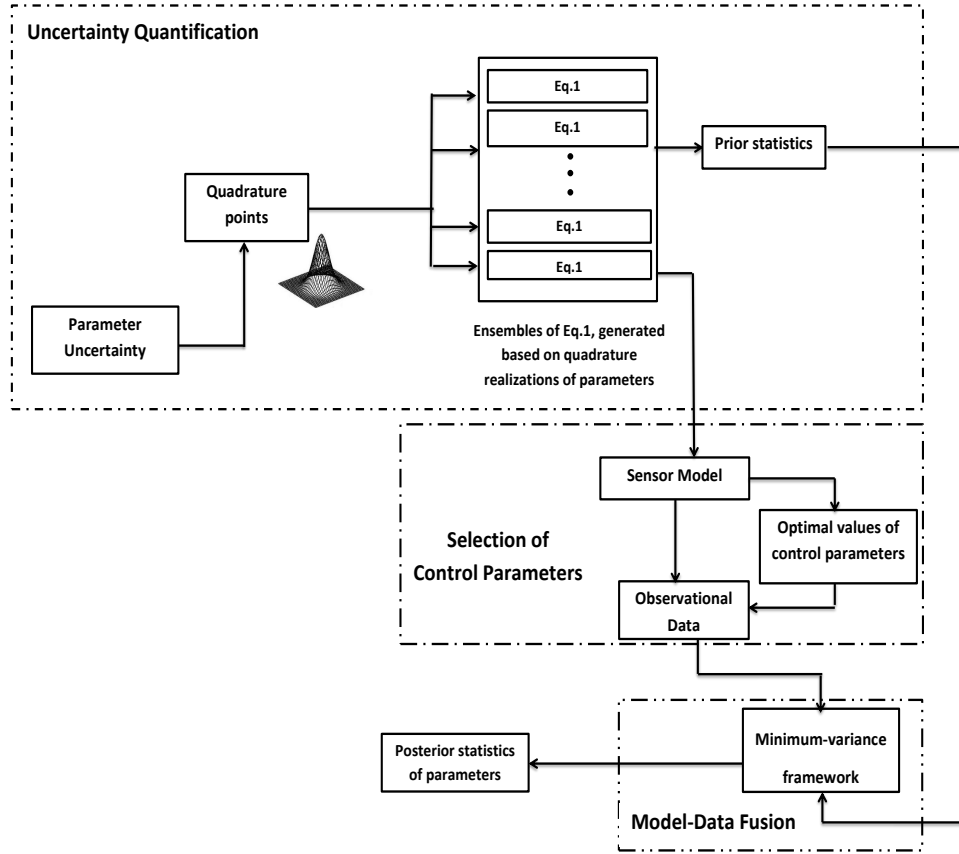 Uncertainty Quantification
Eq.1
Eq.1
Prior statistics
Quadrature
points
Eq.1
Eq.1
Parameter
Uncertainty
Ensembles of Eq.1, generated
based on quadrature
realizations of parameters
Sensor Model
Optimal values of
control parameters
Selection of
Control Parameters
Observational
Data
Minimum-variance
framework
Posterior statistics
of parameters
Model-Data Fusion